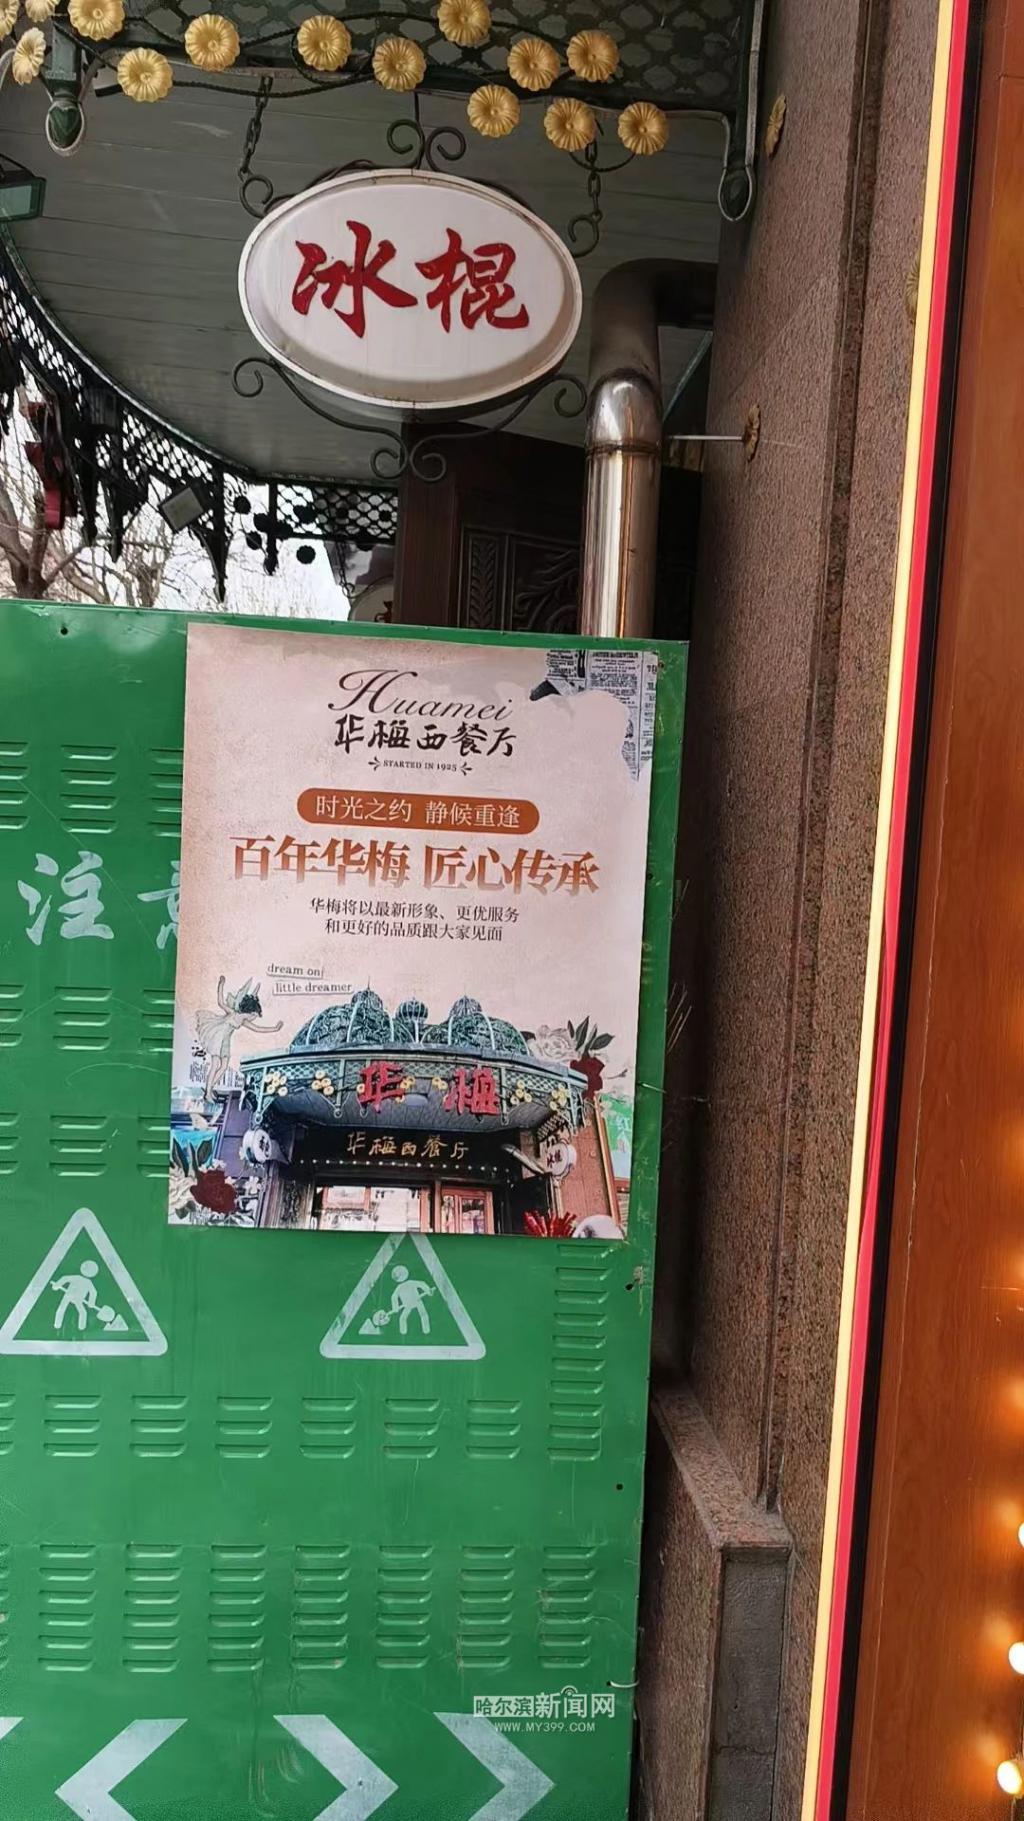 冰棍
Huamei
华梅西餐厅
STARTED IN 1925
时光之约 静候重逢
百年华梅 匠心传承
华梅将以最新形象、更优服务
和更好的品质跟大家见面
注意
dream on
little dreamer
华梅
华梅西餐厅
冰棍
哈尔滨新闻网
WWW.MY399.COM